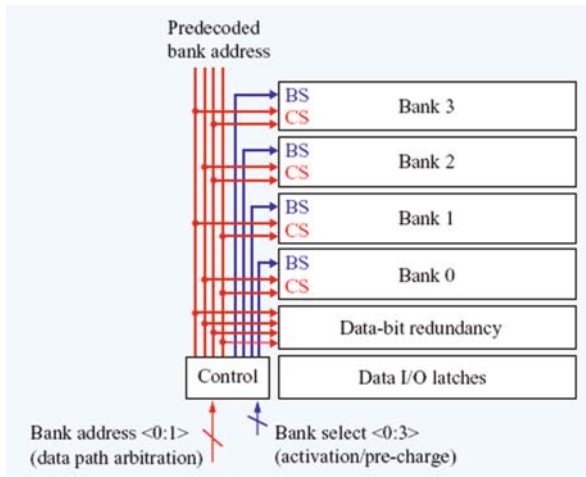 Predecoded
bank address
BS
CS
Bank 3
BS
CS
Bank 2
BS
CS
Bank 1
BS
CS
Bank 0
Data-bit redundancy
Control
Data I/O latches
Bank address <0:1>
(data path arbitration)
Bank select <0:3>
(activation/pre-charge)